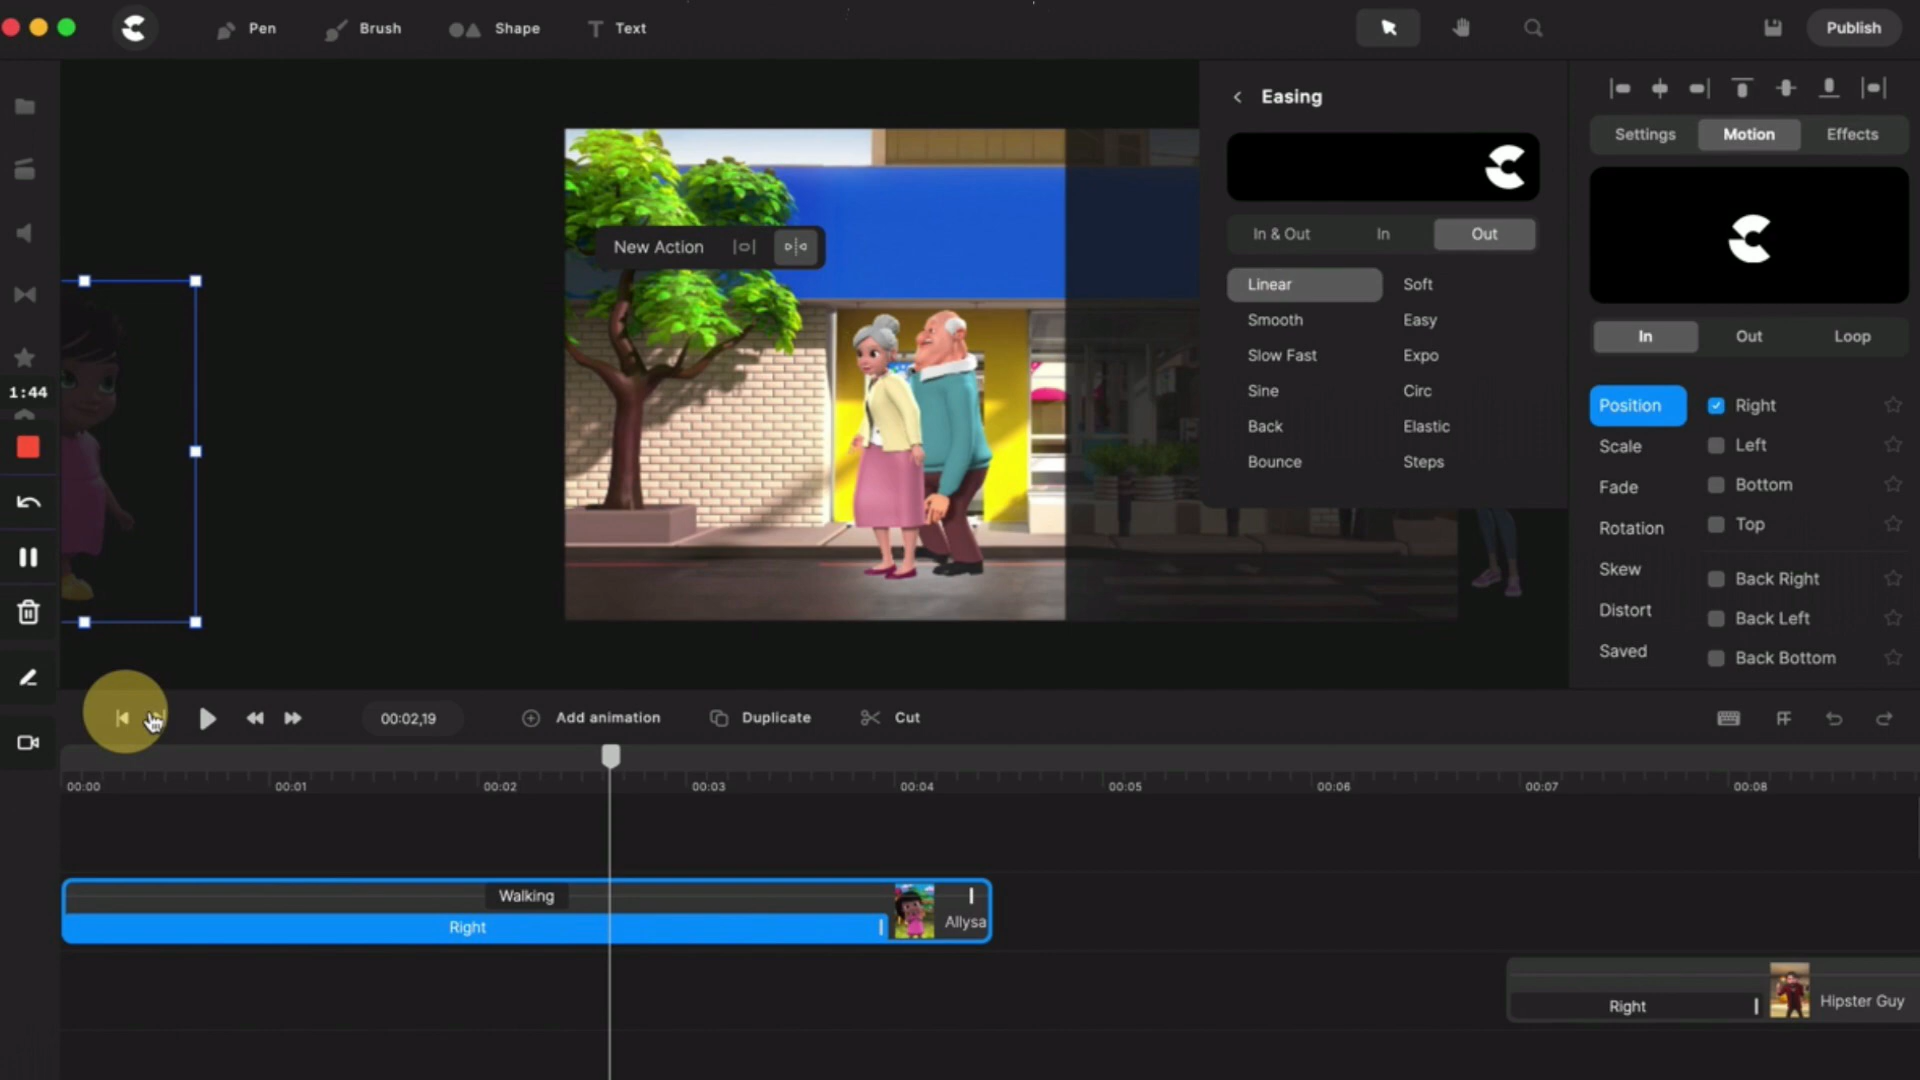 Pen
Brush
Shape
Text
Publish
Easing
In & Out
In
Out
Linear
Soft
Smooth
Easy
Slow Fast
Expo
Sine
Circ
Back
Elastic
Bounce
Steps
Settings
Motion
Effects
In
Out
Loop
Position
Scale
Fade
Rotation
Skew
Distort
Saved
Right
Left
Bottom
Top
Back Right
Back Left
Back Bottom
New Action
1:44
00:02,19
Add animation
Duplicate
Cut
00:00
00:01
00:02
00:03
00:04
00:05
00:06
00:07
00:08
Walking
Right
Allysa
Right
Hipster Guy